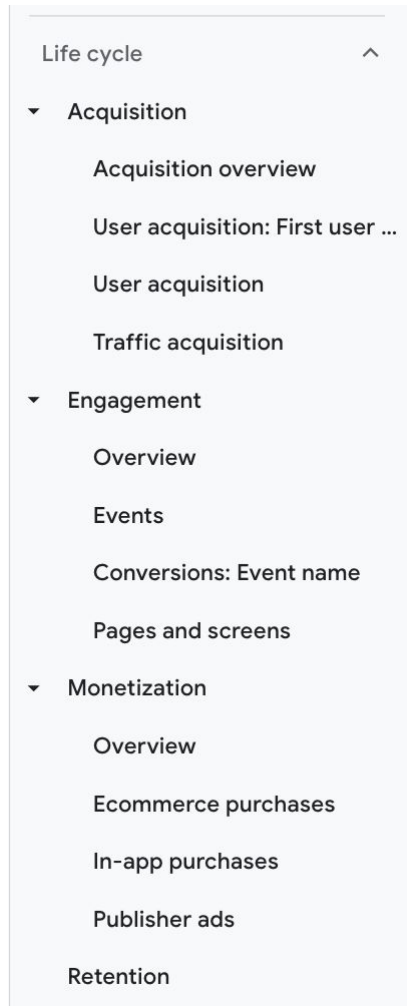 Life cycle
Acquisition
Acquisition overview
User acquisition: First user ...
User acquisition
Traffic acquisition
Engagement
Overview
Events
Conversions: Event name
Pages and screens
Monetization
Overview
Ecommerce purchases
In-app purchases
Publisher ads
Retention